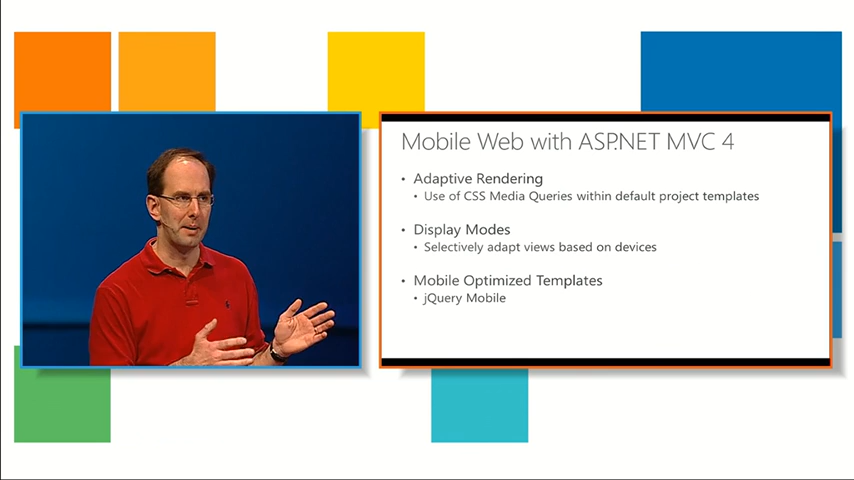 Mobile Web with ASP.NET MVC 4
• Adaptive Rendering
• Use of CSS Media Queries within default project templates
• Display Modes
• Selectively adapt views based on devices
• Mobile Optimized Templates
• jQuery Mobile